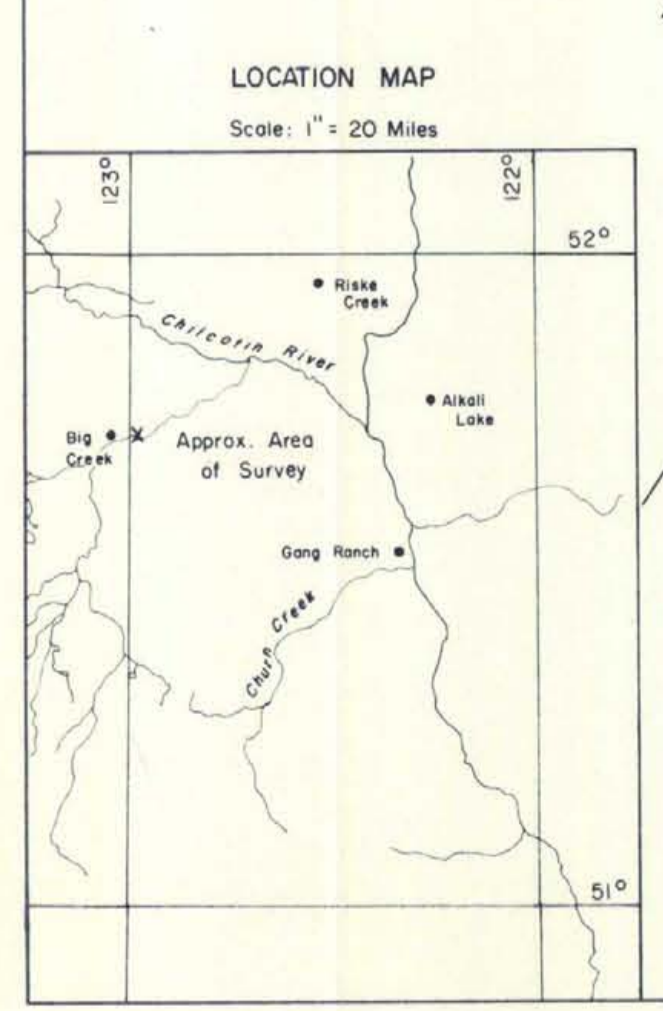 LOCATION MAP
Scale: 1" = 20 Miles
123°
122°
52°
Riske
Creek
Chilcotin River
Alkali
Lake
Big
Creek
X
Approx. Area
of Survey
Gang Ranch
Churn Creek
51°